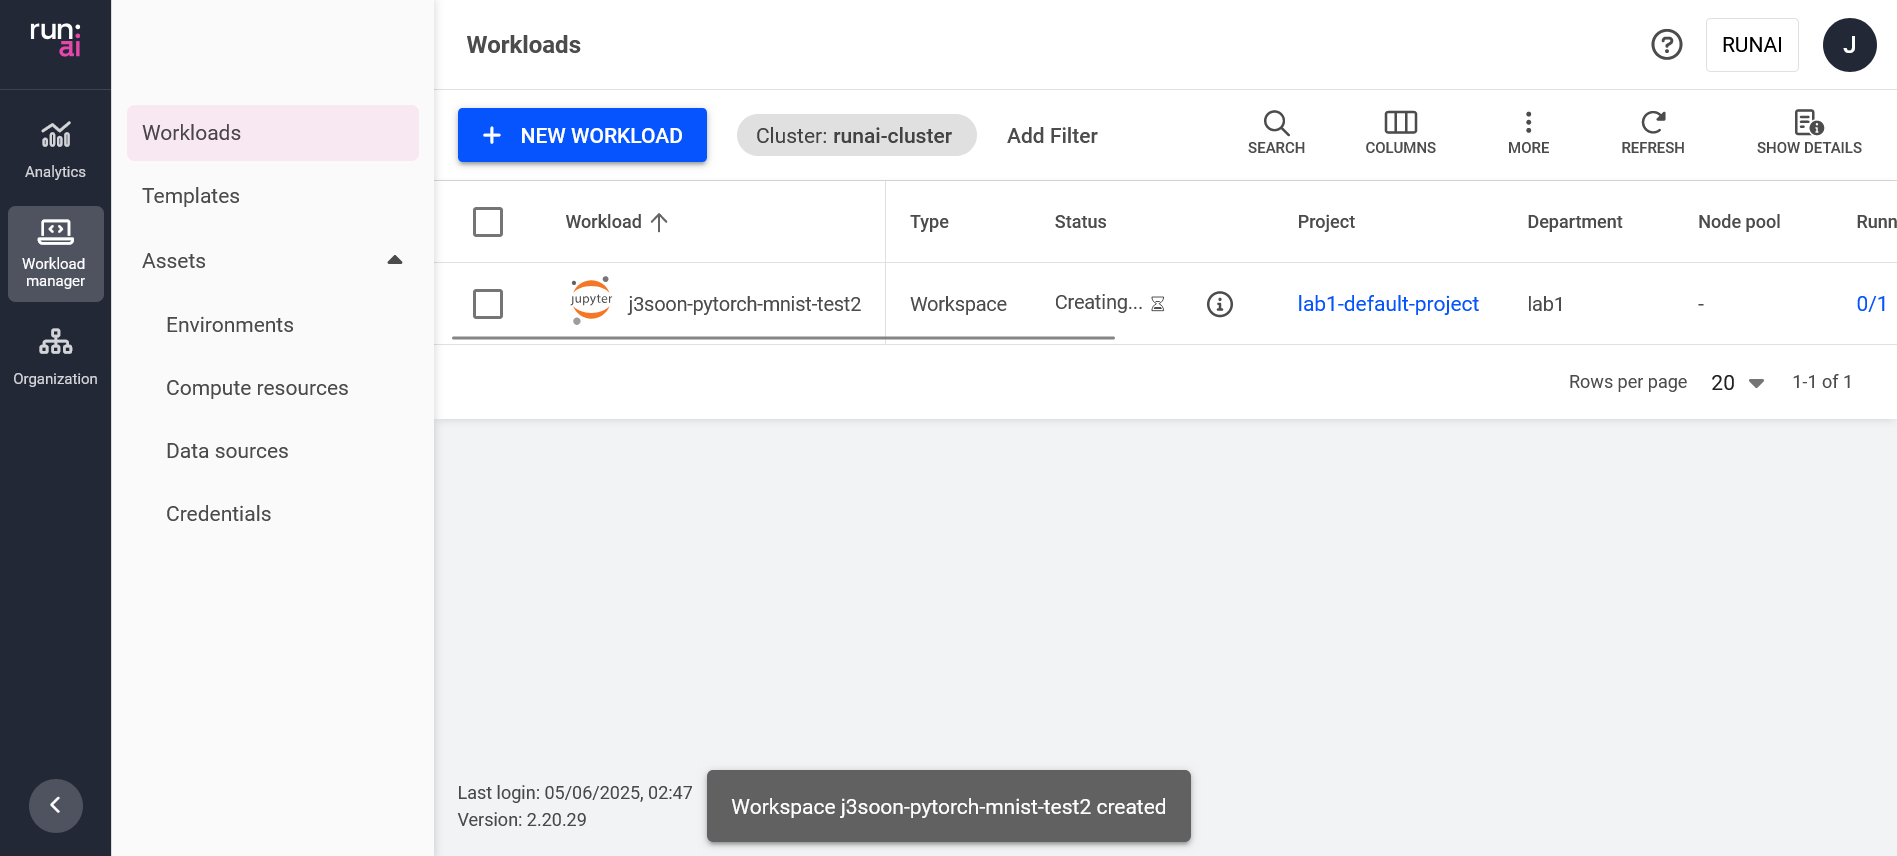 run:
ai
Workloads
RUNAI
J
Analytics
Workload
manager
Organization
Workloads
Templates
Assets
Environments
Compute resources
Data sources
Credentials
+ NEW WORKLOAD
Cluster: runai-cluster
Add Filter
SEARCH
COLUMNS
MORE
REFRESH
SHOW DETAILS
Workload Type Status Project Department Node pool Runn
jupyter j3soon-pytorch-mnist-test2 Workspace Creating... lab1-default-project lab1 - 0/1
Rows per page 20 1-1 of 1
Last login: 05/06/2025, 02:47
Version: 2.20.29
Workspace j3soon-pytorch-mnist-test2 created